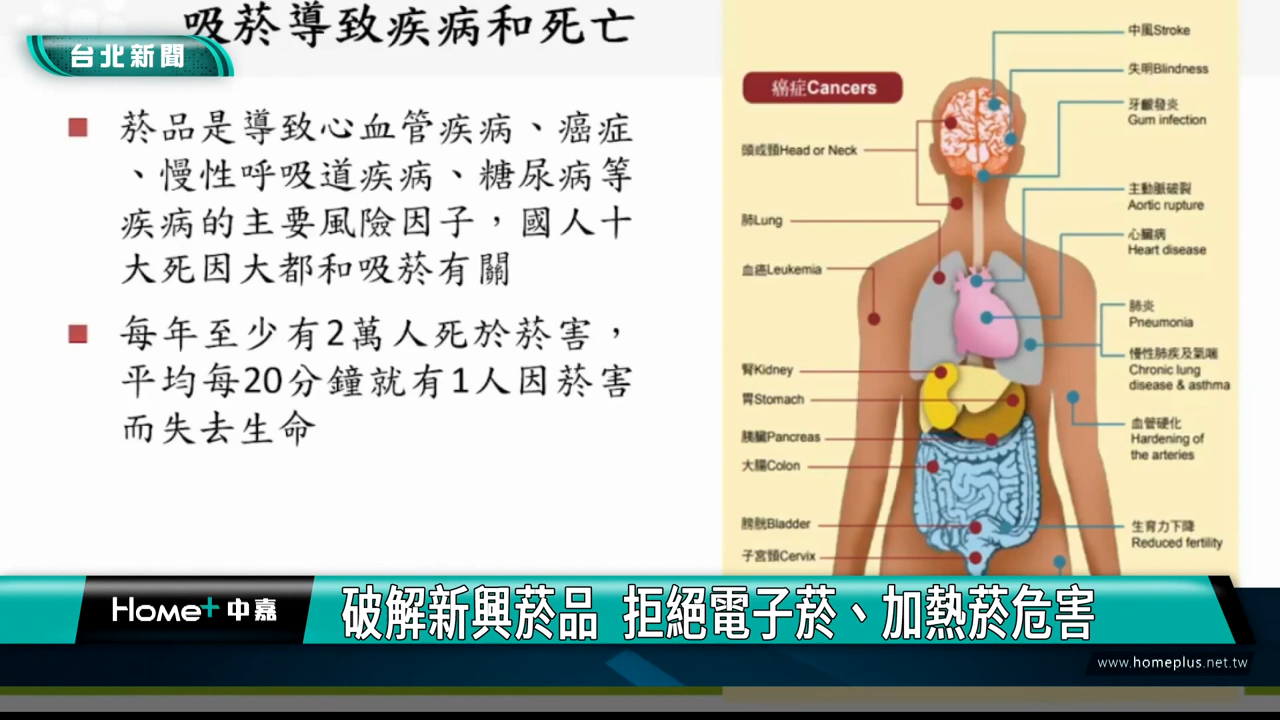 吸菸導致疾病和死亡
台北新聞
菸品是導致心血管疾病、癌症
、慢性呼吸道疾病、糖尿病等
疾病的主要風險因子，國人十
大死因大都和吸菸有關
每年至少有2萬人死於菸害，
平均每20分鐘就有1人因菸害
而失去生命
癌症Cancers
頭或頸Head or Neck
肺Lung
血癌Leukemia
腎Kidney
胃Stomach
胰臟Pancreas
大腸Colon
膀胱Bladder
子宮頸Cervix
中風Stroke
失明Blindness
牙齦發炎
Gum infection
主動脈破裂
Aortic rupture
心臟病
Heart disease
肺炎
Pneumonia
慢性肺疾及氣喘
Chronic lung
disease & asthma
血管硬化
Hardening of
the arteries
生育力下降
Reduced fertility
Home+中嘉
破解新興菸品 拒絕電子菸、加熱菸危害
www.homeplus.net.tw